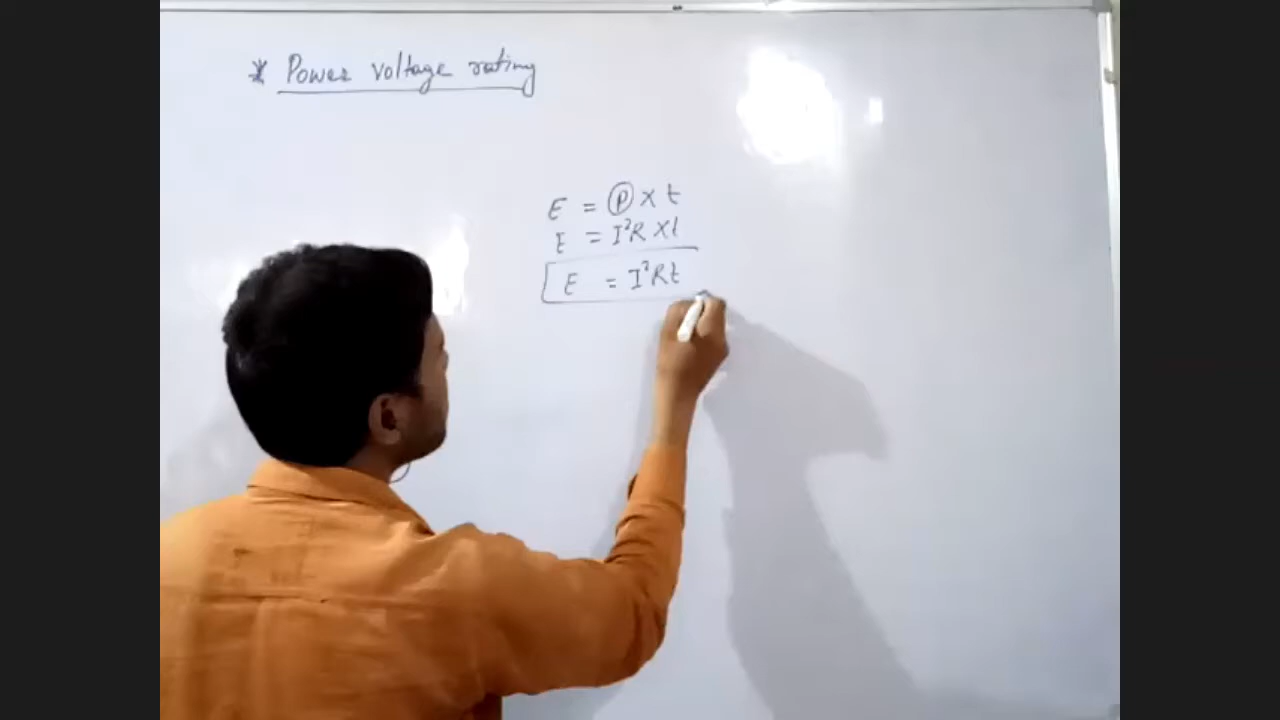 * Power voltage rating
E = P x t
E = I²R x t
E = I²Rt